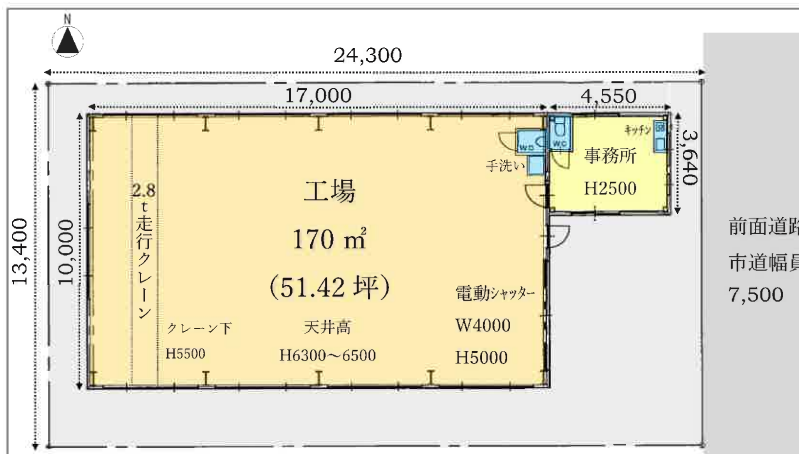 N
24,300
17,000
4,550
3,640
13,400
10,000
2.8t走行クレーン
工場
170 ㎡
(51.42 坪)
クレーン下
H5500
天井高
H6300～6500
電動シャッター
W4000
H5000
WC
手洗い
WC
キッチン
事務所
H2500
前面道路
市道幅員
7,500